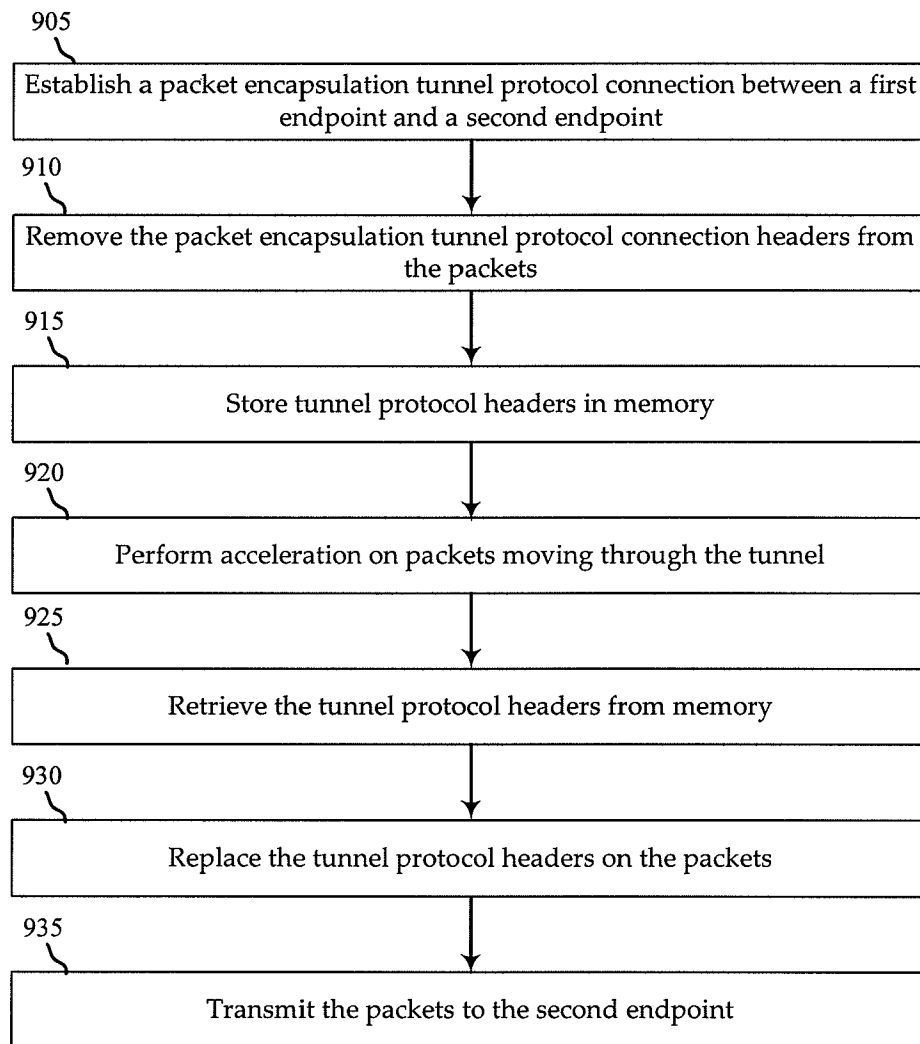 905
Establish a packet encapsulation tunnel protocol connection between a first
endpoint and a second endpoint
910
Remove the packet encapsulation tunnel protocol connection headers from
the packets
915
Store tunnel protocol headers in memory
920
Perform acceleration on packets moving through the tunnel
925
Retrieve the tunnel protocol headers from memory
930
Replace the tunnel protocol headers on the packets
935
Transmit the packets to the second endpoint